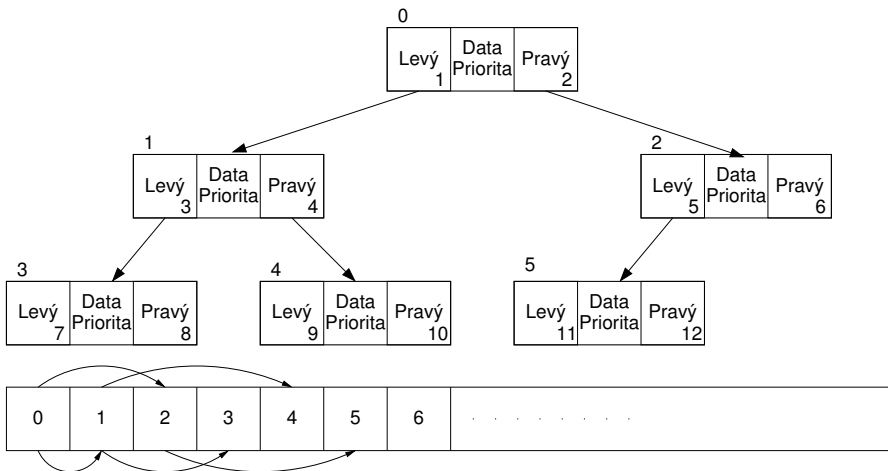 0
Levý 1 Data Priorita Pravý 2
1
2
Levý 3 Data Priorita Pravý 4
Levý 5 Data Priorita Pravý 6
3
4
5
Levý 7 Data Priorita Pravý 8
Levý 9 Data Priorita Pravý 10
Levý 11 Data Priorita Pravý 12
0 1 2 3 4 5 6 . . . . . . . .